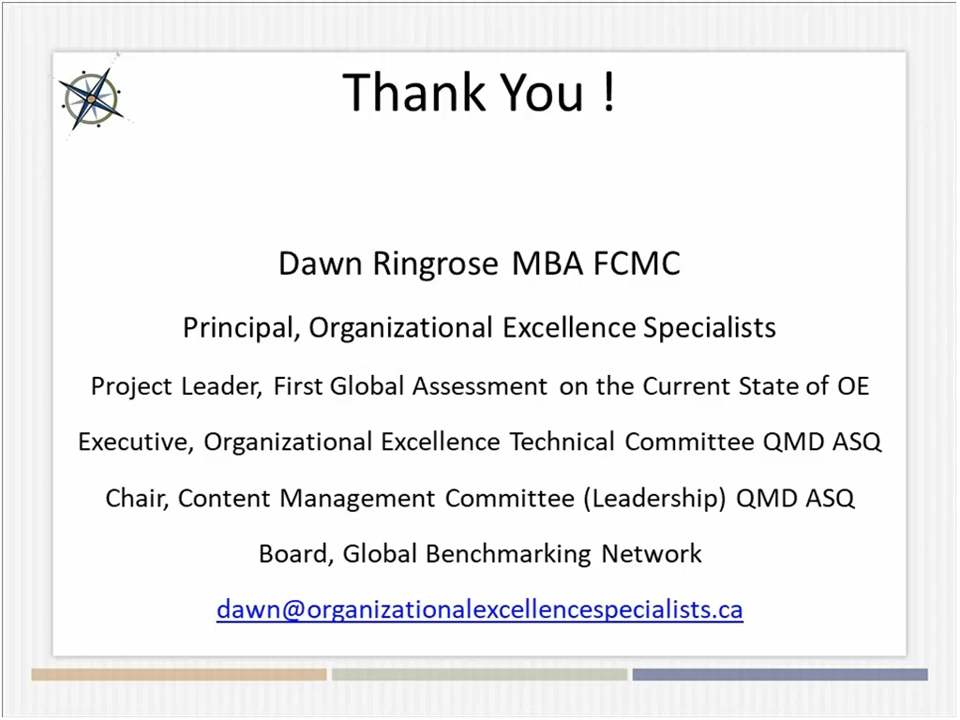 Thank You !
Dawn Ringrose MBA FCMC
Principal, Organizational Excellence Specialists
Project Leader, First Global Assessment on the Current State of OE
Executive, Organizational Excellence Technical Committee QMD ASQ
Chair, Content Management Committee (Leadership) QMD ASQ
Board, Global Benchmarking Network
dawn@organizationalexcellencespecialists.ca